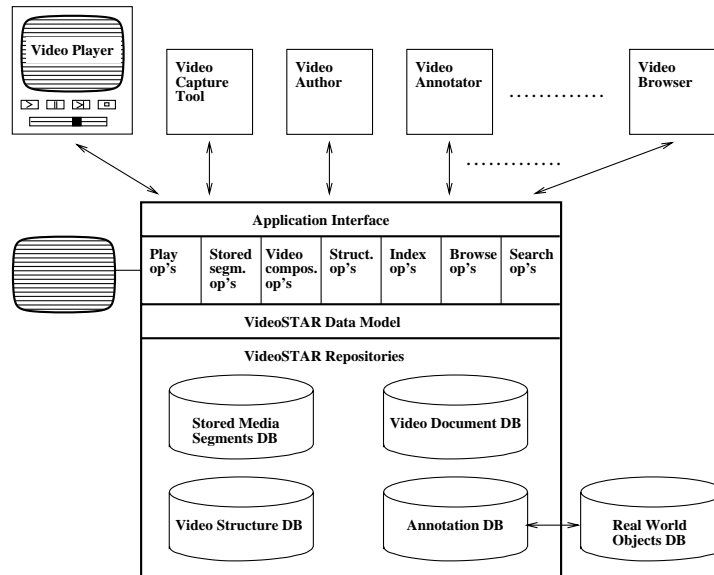 Video Player
Video
Capture
Tool
Video
Author
Video
Annotator
Video
Browser
Application Interface
Play
op's
Stored
segm.
op's
Video
compos.
op's
Struct.
op's
Index
op's
Browse
op's
Search
op's
VideoSTAR Data Model
VideoSTAR Repositories
Stored Media
Segments DB
Video Document DB
Video Structure DB
Annotation DB
Real World
Objects DB